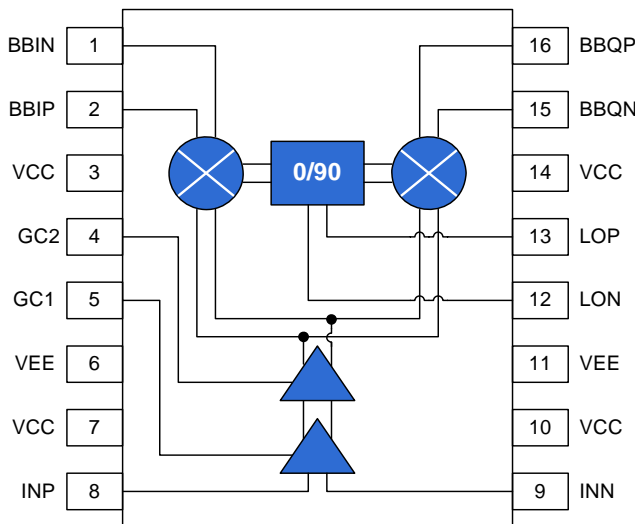 BBIN 1 16 BBQP
BBIP 2 15 BBQN
VCC 3 0/90 14 VCC
GC2 4 13 LOP
GC1 5 12 LON
VEE 6 11 VEE
VCC 7 10 VCC
INP 8 9 INN